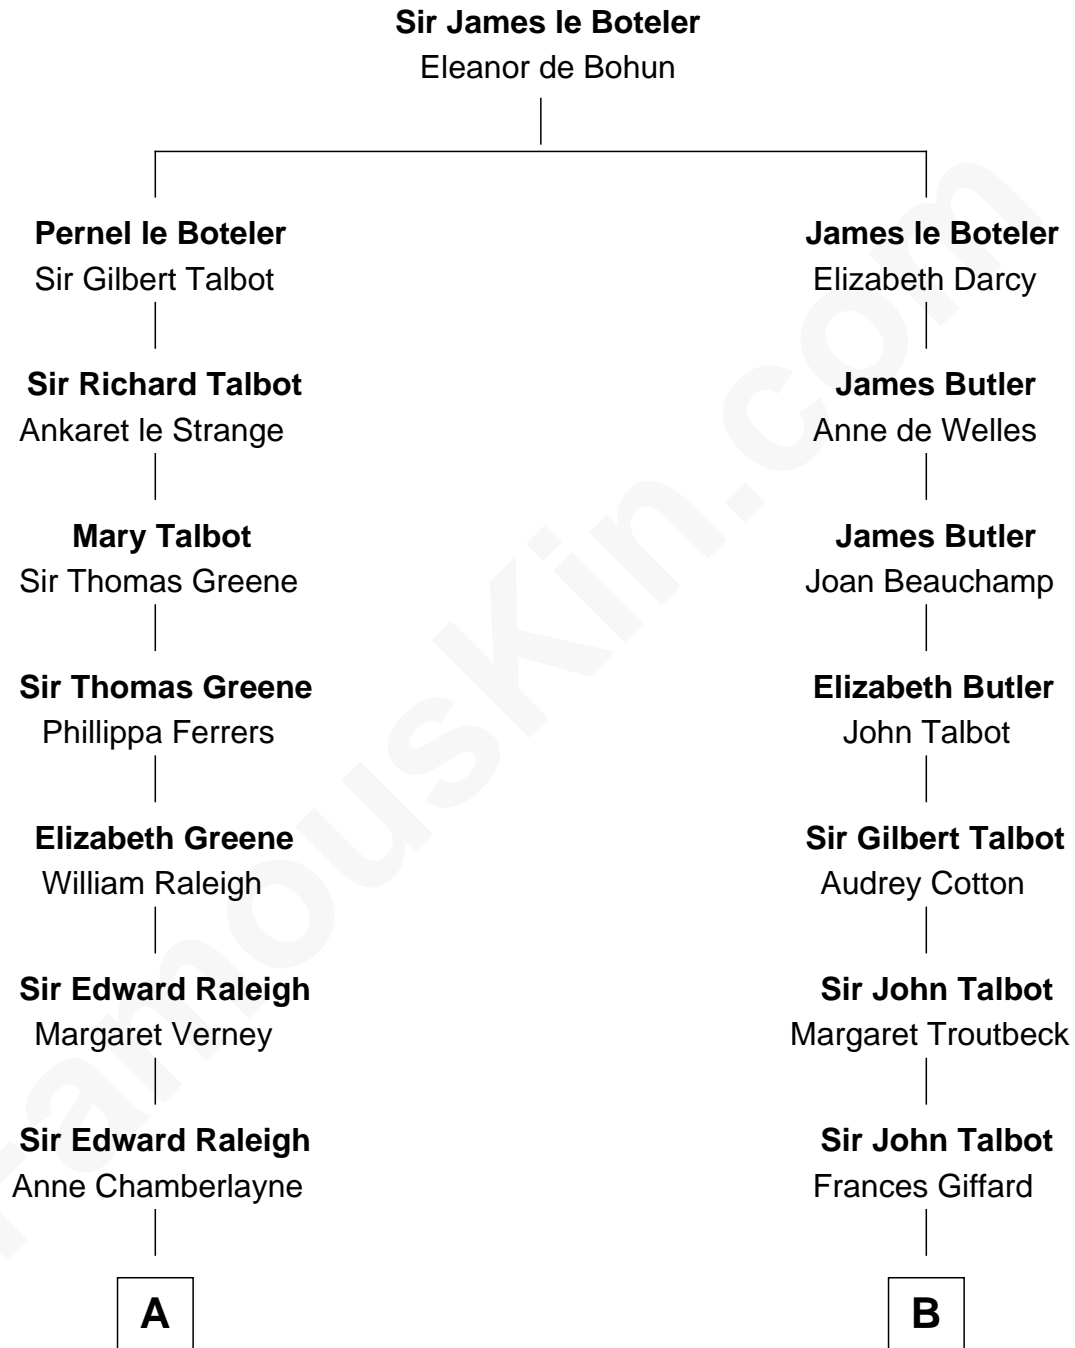 Sir James le Boteler
Eleanor de Bohun
Pernel le Boteler
Sir Gilbert Talbot
Sir Richard Talbot
Ankaret le Strange
Mary Talbot
Sir Thomas Greene
Sir Thomas Greene
Phillippa Ferrers
Elizabeth Greene
William Raleigh
Sir Edward Raleigh
Margaret Verney
Sir Edward Raleigh
Anne Chamberlayne
A
James le Boteler
Elizabeth Darcy
James Butler
Anne de Welles
James Butler
Joan Beauchamp
Elizabeth Butler
John Talbot
Sir Gilbert Talbot
Audrey Cotton
Sir John Talbot
Margaret Troutbeck
Sir John Talbot
Frances Giffard
B
FamousKin.com